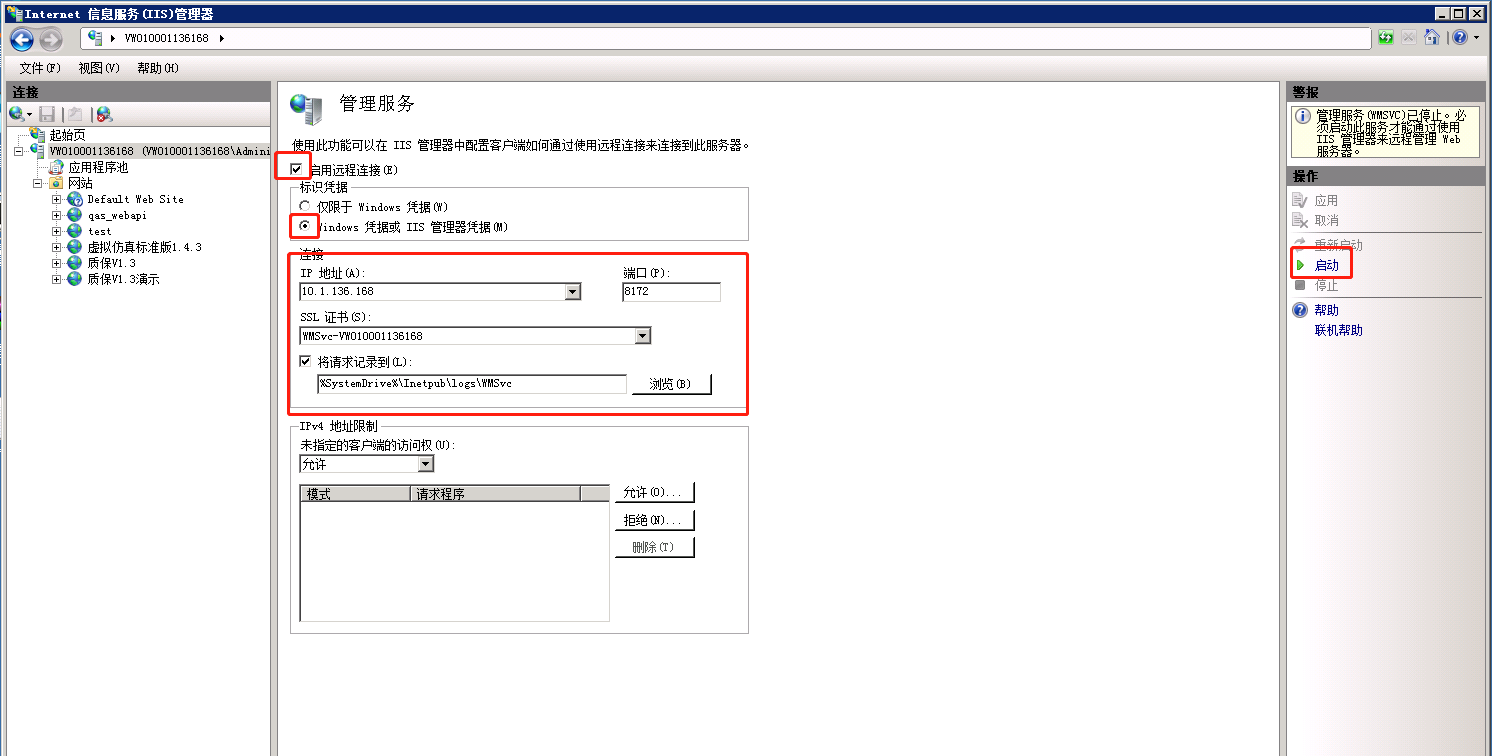 Internet 信息服务(IIS)管理器
VW010001136168
文件(F) 视图(V) 帮助(H)
连接
起始页
VW010001136168 (VW010001136168\Admini
应用程序池
网站
Default Web Site
qas_webapi
test
虚拟仿真标准版1.4.3
质保V1.3
质保V1.3演示
管理服务
使用此功能可以在 IIS 管理器中配置客户端如何通过使用远程连接来连接到此服务器。
启用远程连接(E)
标识凭据
仅限于 Windows 凭据(W)
Windows 凭据或 IIS 管理器凭据(M)
连接
IP 地址(A): 端口(P):
10.1.136.168 8172
SSL 证书(S):
WMSvc-VW010001136168
将请求记录到(L):
%SystemDrive%\Inetpub\logs\WMSvc 浏览(B)
IPv4 地址限制
未指定的客户端的访问权(U):
允许
模式 请求程序
允许(O)...
拒绝(N)...
删除(T)
警报
管理服务(WMSVC)已停止。必
须启动此服务才能通过使用
IIS 管理器来远程管理 Web
服务器。
操作
应用
取消
重新启动
启动
停止
帮助
联机帮助